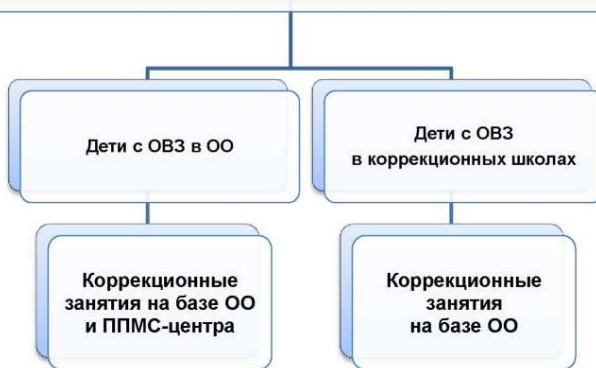 Дети с ОВЗ в ОО
Дети с ОВЗ
в коррекционных школах
Коррекционные
занятия на базе ОО
и ППМС-центра
Коррекционные
занятия
на базе ОО